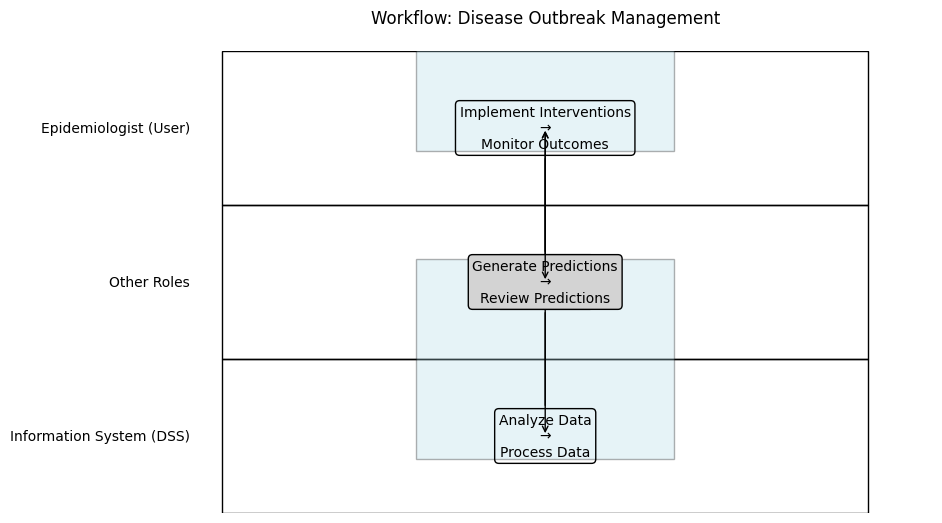 Workflow: Disease Outbreak Management
Epidemiologist (User)
Implement Interventions
→
Monitor Outcomes
Other Roles
Generate Predictions
→
Review Predictions
Information System (DSS)
Analyze Data
→
Process Data